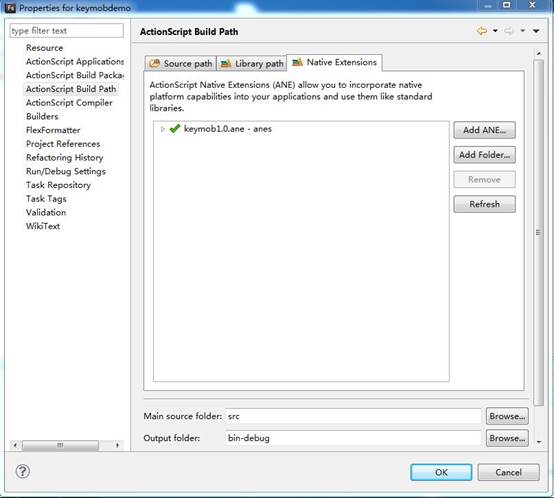 Fb Properties for keymobdemo
type filter text
Resource
ActionScript Applications
ActionScript Build Packa
ActionScript Build Path
ActionScript Compiler
Builders
FlexFormatter
Project References
Refactoring History
Run/Debug Settings
Task Repository
Task Tags
Validation
WikiText
ActionScript Build Path
Source path
Library path
Native Extensions
ActionScript Native Extensions (ANE) allow you to incorporate native
platform capabilities into your applications and use them like standard
libraries.
keymob1.0.ane - anes
Add ANE...
Add Folder...
Remove
Refresh
Main source folder: src Browse...
Output folder: bin-debug Browse...
? OK Cancel